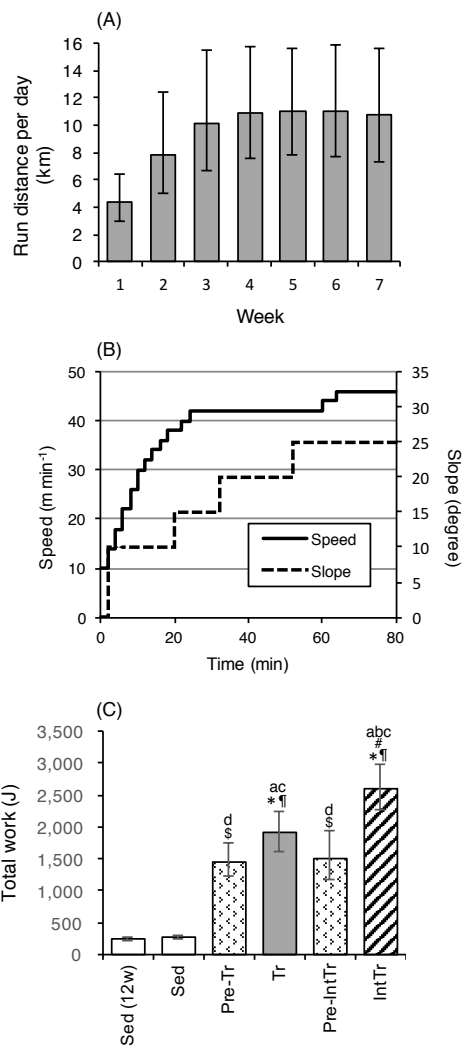 (A)
Run distance per day
(km)
16
14
12
10
8
6
4
2
0
1 2 3 4 5 6 7
Week
(B)
Speed (m min⁻¹)
50
40
30
20
10
0
35
30
25
20
15
10
5
0
Slope (degree)
Speed
Slope
0 20 40 60 80
Time (min)
(C)
Total work (J)
3,500
3,000
2,500
2,000
1,500
1,000
500
0
d
$
ac
*¶
d
$
abc
#
*¶
Sed (12w)
Sed
Pre-Tr
Tr
Pre-IntTr
IntTr